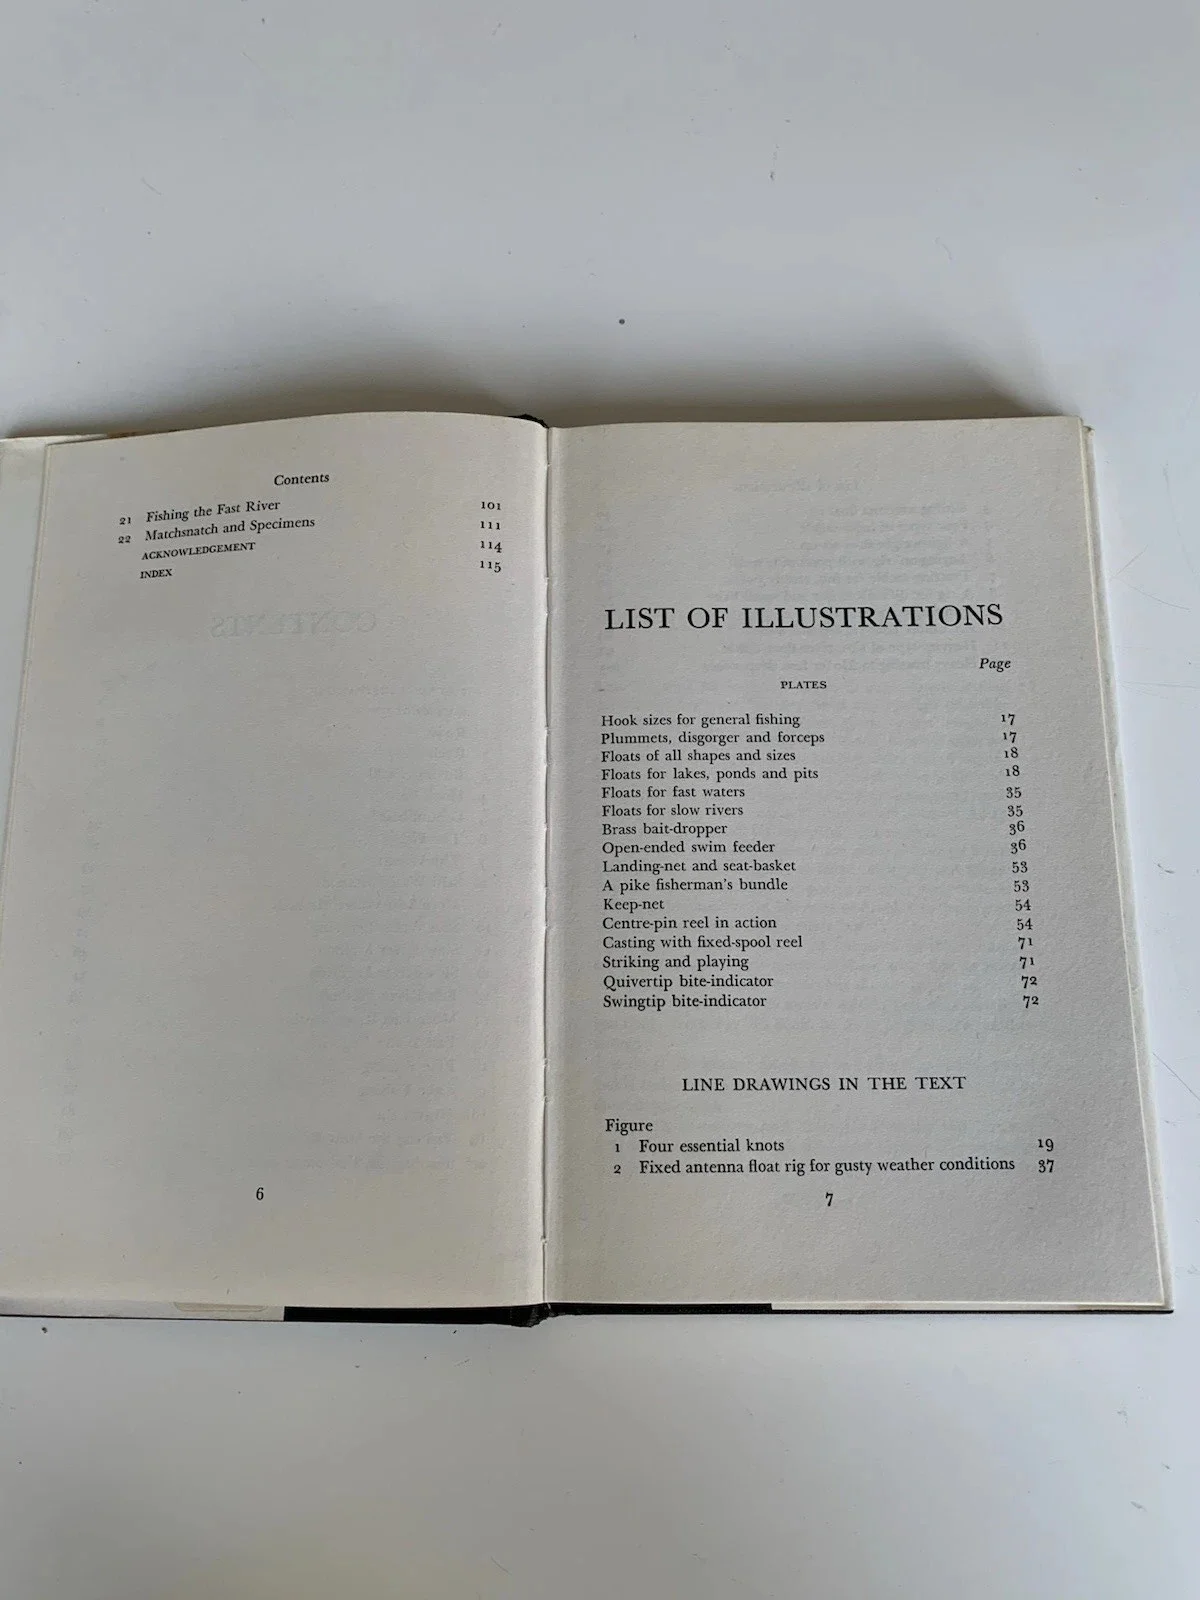 Contents
21 Fishing the Fast River 101
22 Matchsnatch and Specimens 111
ACKNOWLEDGEMENT 114
INDEX 115
6
LIST OF ILLUSTRATIONS
Page
PLATES
Hook sizes for general fishing 17
Plummets, disgorger and forceps 17
Floats of all shapes and sizes 18
Floats for lakes, ponds and pits 18
Floats for fast waters 35
Floats for slow rivers 35
Brass bait-dropper 36
Open-ended swim feeder 36
Landing-net and seat-basket 53
A pike fisherman's bundle 53
Keep-net 54
Centre-pin reel in action 54
Casting with fixed-spool reel 71
Striking and playing 71
Quivertip bite-indicator 72
Swingtip bite-indicator 72
LINE DRAWINGS IN THE TEXT
Figure
1 Four essential knots 19
2 Fixed antenna float rig for gusty weather conditions 37
7